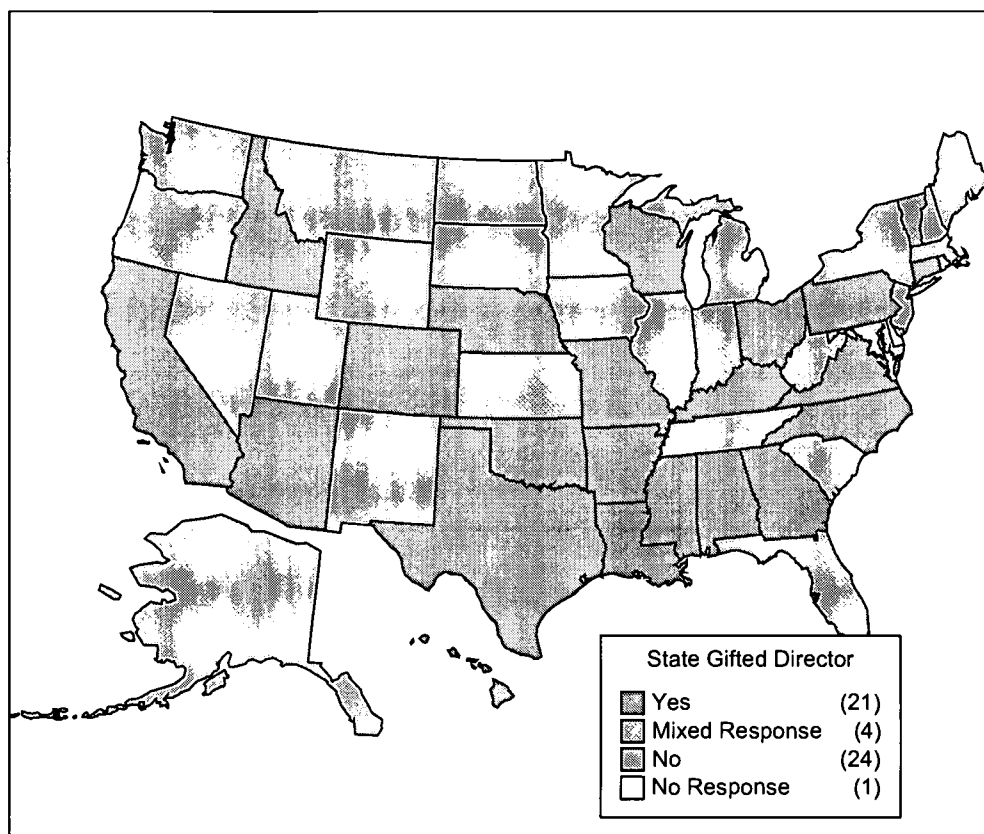 State Gifted Director
Yes (21)
Mixed Response (4)
No (24)
No Response (1)